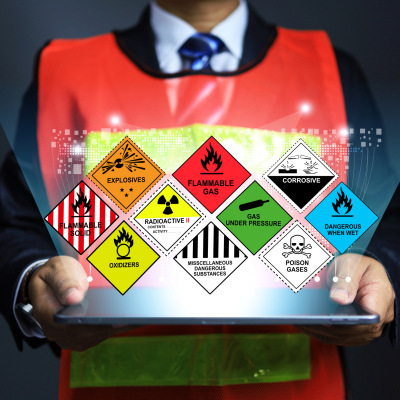 EXPLOSIVES
FLAMMABLE
GAS
CORROSIVE
FLAMMABLE
SOLID
RADIOACTIVE II
CONTENTS
ACTIVITY
GAS
UNDER PRESSURE
DANGEROUS
WHEN WET
OXIDIZERS
MISSCELLANEOUS
DANGEROUS
SUBSTANCES
POISON
GASES